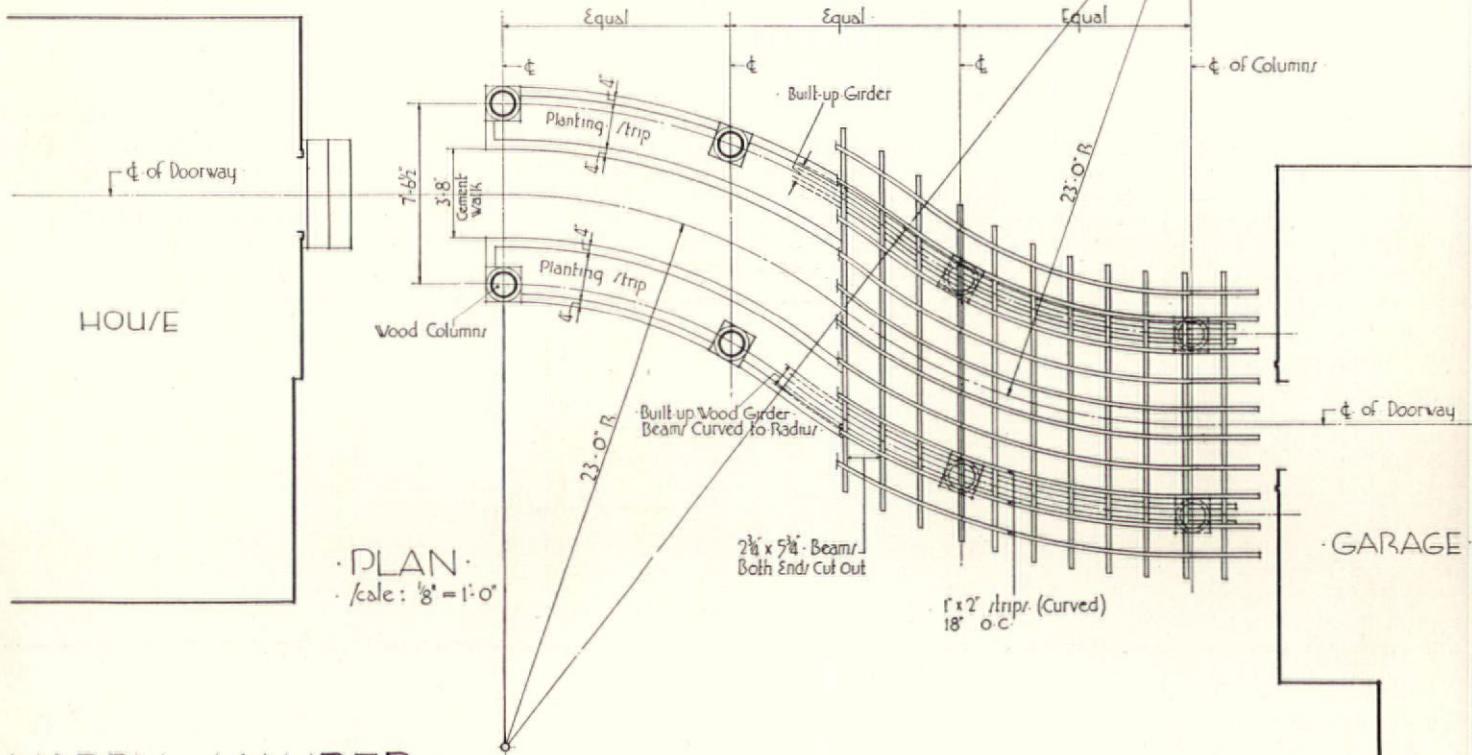 Equal
Equal
Equal
℄
℄
℄
℄ of Columns
Built-up Girder
4"
Planting Strip
4"
℄ of Doorway
7'-6½"
3'-8"
Cement
Walk
23'-0" R.
4"
Planting Strip
4"
HOUSE
Wood Columns
Built-up Wood Girder
Beams Curved to Radius
23'-0" R.
℄ of Doorway
PLAN
Scale: ⅛" = 1'-0"
2¾" x 5¾" Beams
Both Ends Cut Out
GARAGE
1" x 2" Strips (Curved)
18" O.C.